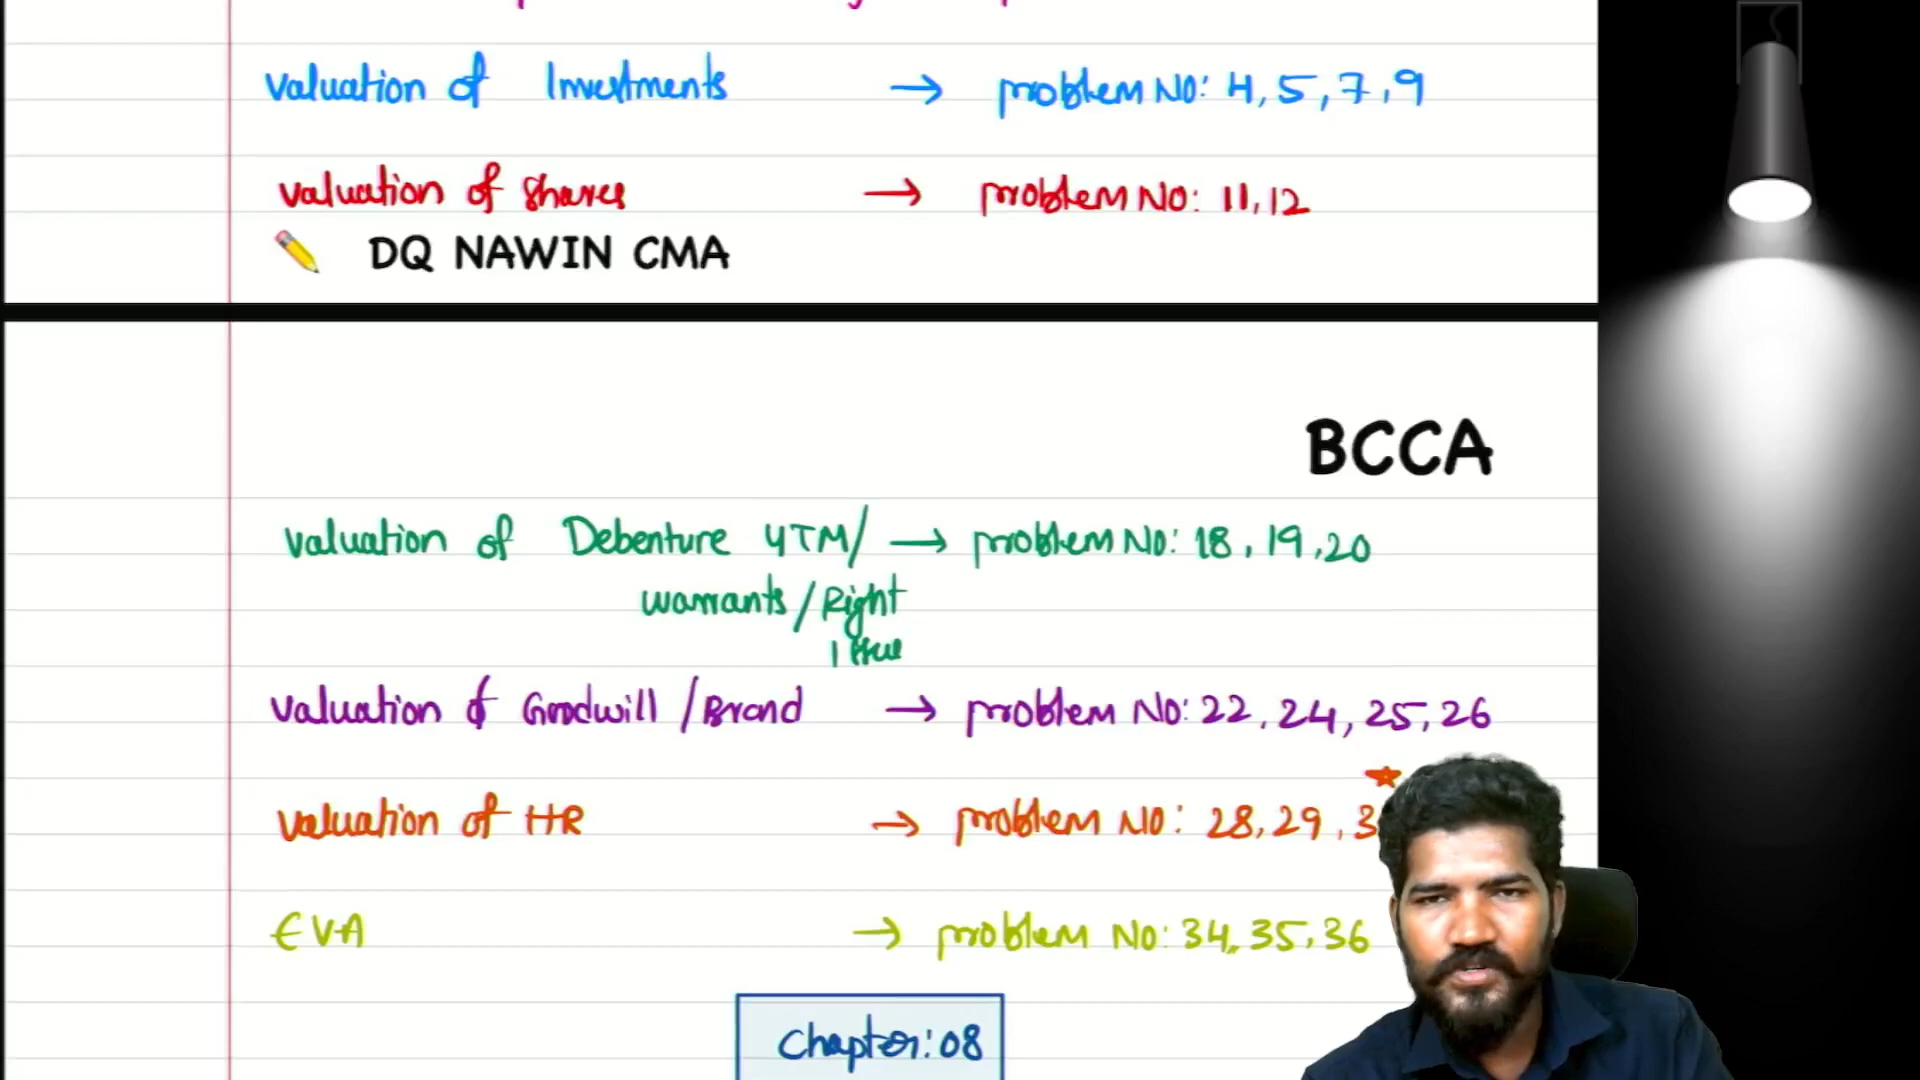 Valuation of Investments → problem NO: 4, 5, 7, 9
Valuation of Shares → problem NO: 11, 12
DQ NAWIN CMA
BCCA
Valuation of Debenture YTM/ → problem No: 18, 19, 20
warrants / Right
Issue
Valuation of Goodwill / Brand → problem No: 22, 24, 25, 26
Valuation of HR → problem NO: 28, 29, 3
EVA → problem No: 34, 35, 36
Chapter: 08